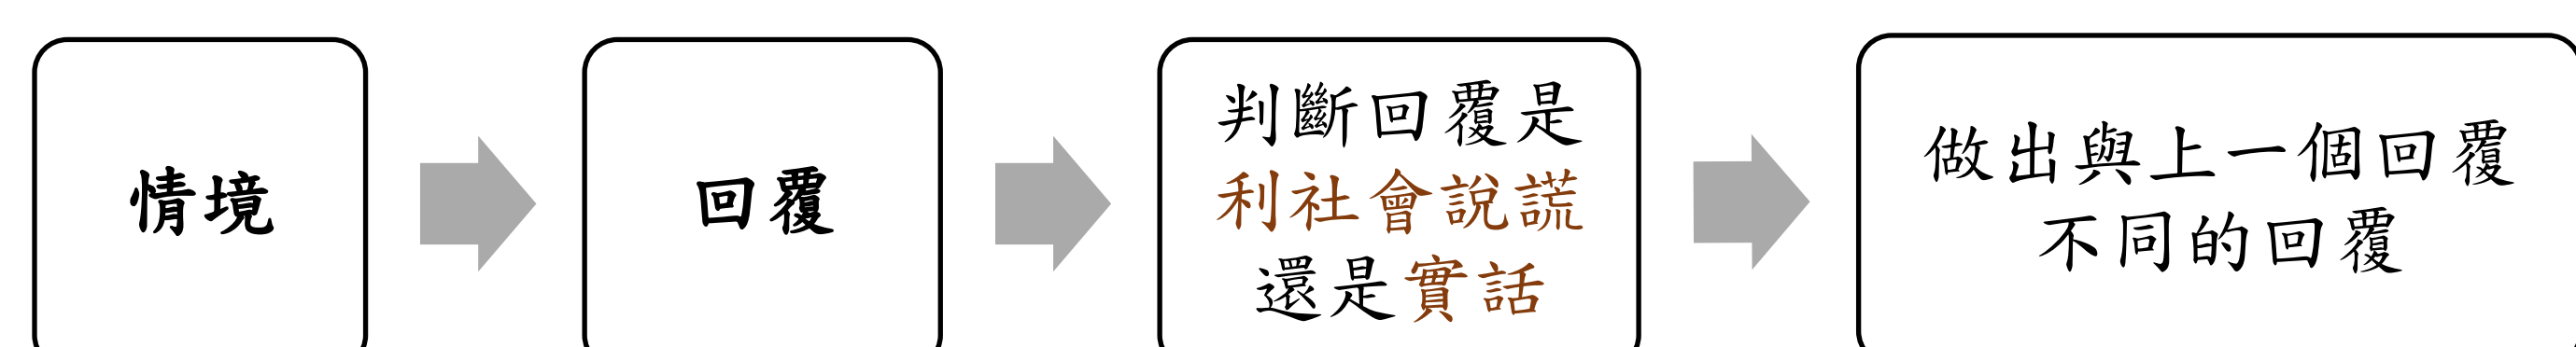 情境
回覆
判斷回覆是
利社會說謊
還是實話
做出與上一個回覆
不同的回覆